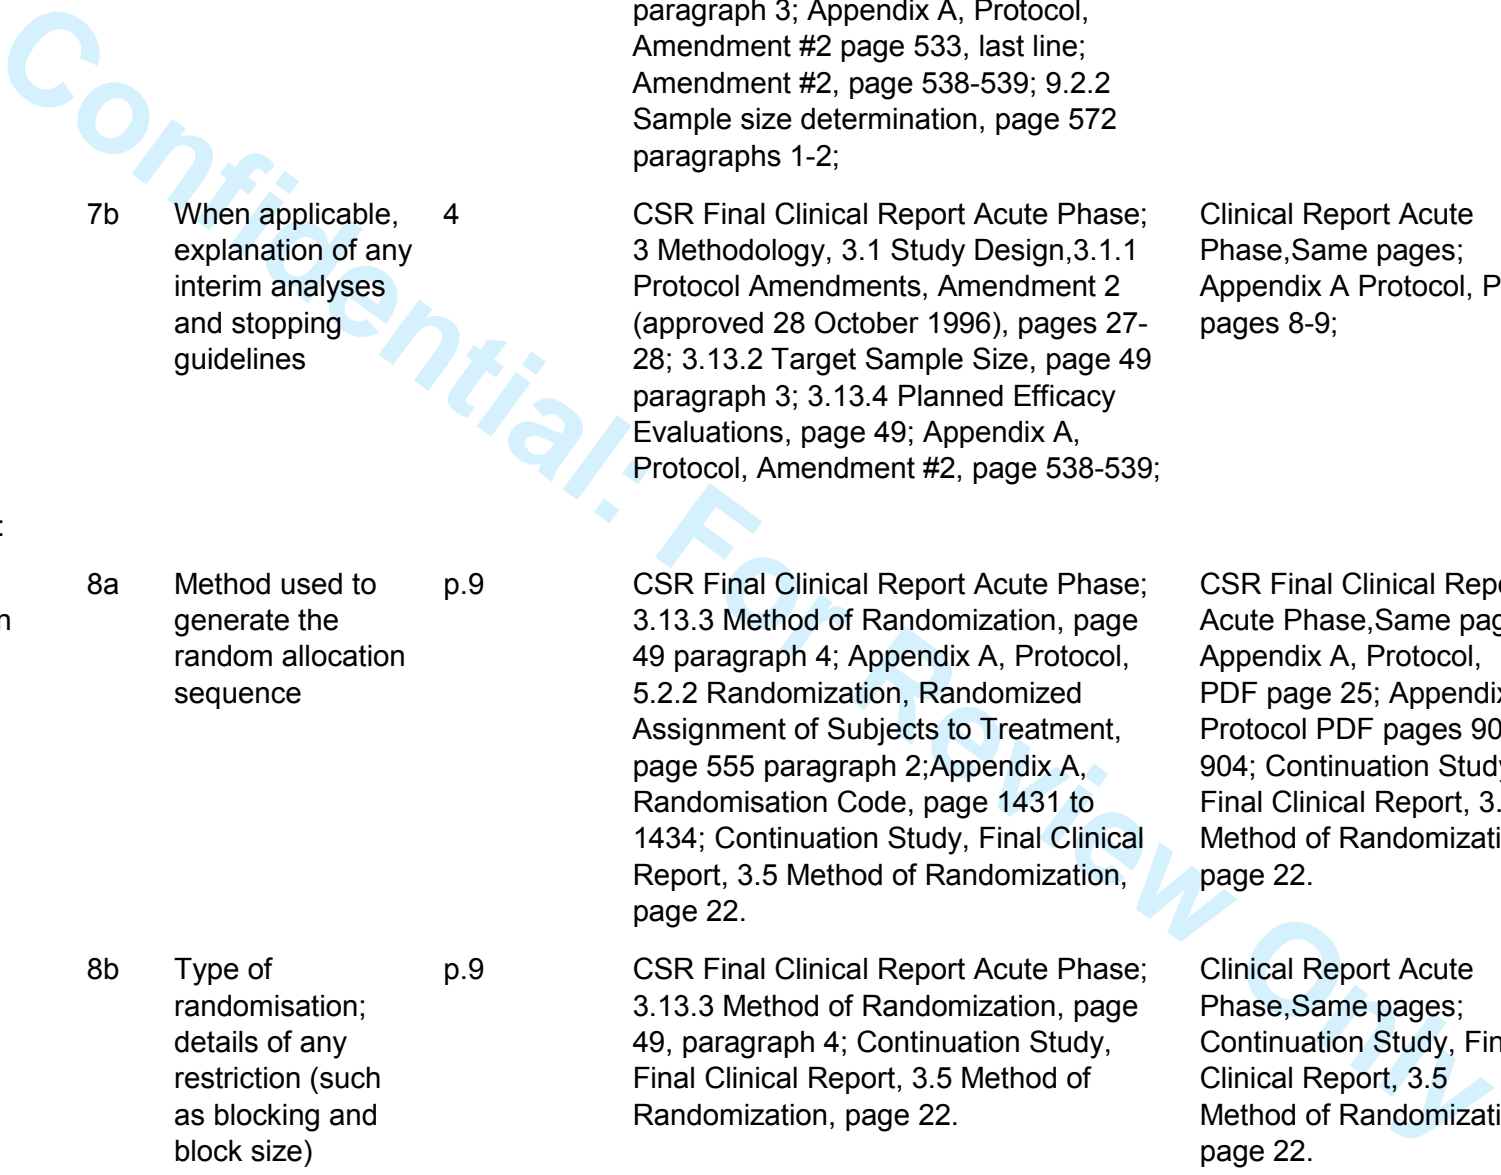 paragraph 3; Appendix A, Protocol,
Amendment #2 page 533, last line;
Amendment #2, page 538-539; 9.2.2
Sample size determination, page 572
paragraphs 1-2;
7b
When applicable,
explanation of any
interim analyses
and stopping
guidelines
4
CSR Final Clinical Report Acute Phase;
3 Methodology, 3.1 Study Design,3.1.1
Protocol Amendments, Amendment 2
(approved 28 October 1996), pages 27-
28; 3.13.2 Target Sample Size, page 49
paragraph 3; 3.13.4 Planned Efficacy
Evaluations, page 49; Appendix A,
Protocol, Amendment #2, page 538-539;
Clinical Report Acute
Phase,Same pages;
Appendix A Protocol, P
pages 8-9;
:
n
8a
Method used to
generate the
random allocation
sequence
p.9
CSR Final Clinical Report Acute Phase;
3.13.3 Method of Randomization, page
49 paragraph 4; Appendix A, Protocol,
5.2.2 Randomization, Randomized
Assignment of Subjects to Treatment,
page 555 paragraph 2;Appendix A,
Randomisation Code, page 1431 to
1434; Continuation Study, Final Clinical
Report, 3.5 Method of Randomization,
page 22.
CSR Final Clinical Rep
Acute Phase,Same pag
Appendix A, Protocol,
PDF page 25; Appendix
Protocol PDF pages 90
904; Continuation Study
Final Clinical Report, 3.
Method of Randomizati
page 22.
8b
Type of
randomisation;
details of any
restriction (such
as blocking and
block size)
p.9
CSR Final Clinical Report Acute Phase;
3.13.3 Method of Randomization, page
49, paragraph 4; Continuation Study,
Final Clinical Report, 3.5 Method of
Randomization, page 22.
Clinical Report Acute
Phase,Same pages;
Continuation Study, Fin
Clinical Report, 3.5
Method of Randomizati
page 22.
Confidential: For Review Only